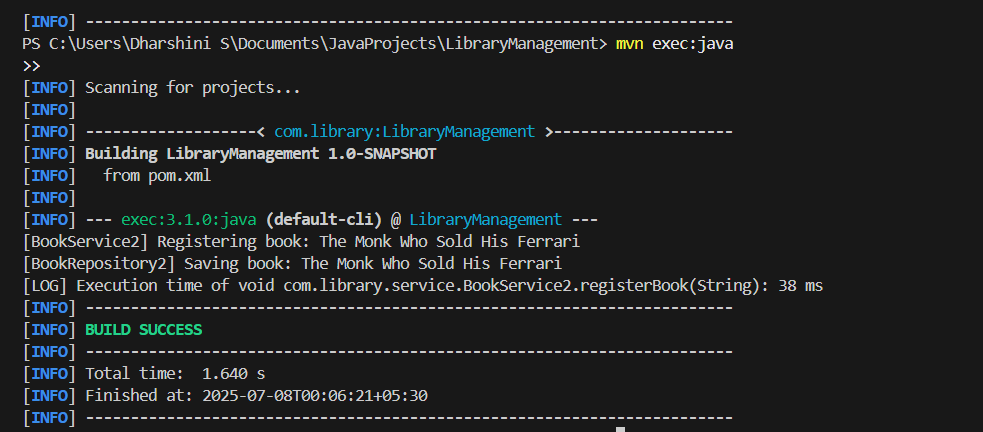 [INFO] ------------------------------------------------------------------------
PS C:\Users\Dharshini S\Documents\JavaProjects\LibraryManagement> mvn exec:java
>>
[INFO] Scanning for projects...
[INFO]
[INFO] -------------------< com.library:LibraryManagement >--------------------
[INFO] Building LibraryManagement 1.0-SNAPSHOT
[INFO]   from pom.xml
[INFO]
[INFO] --- exec:3.1.0:java (default-cli) @ LibraryManagement ---
[BookService2] Registering book: The Monk Who Sold His Ferrari
[BookRepository2] Saving book: The Monk Who Sold His Ferrari
[LOG] Execution time of void com.library.service.BookService2.registerBook(String): 38 ms
[INFO] ------------------------------------------------------------------------
[INFO] BUILD SUCCESS
[INFO] ------------------------------------------------------------------------
[INFO] Total time:  1.640 s
[INFO] Finished at: 2025-07-08T00:06:21+05:30
[INFO] ------------------------------------------------------------------------